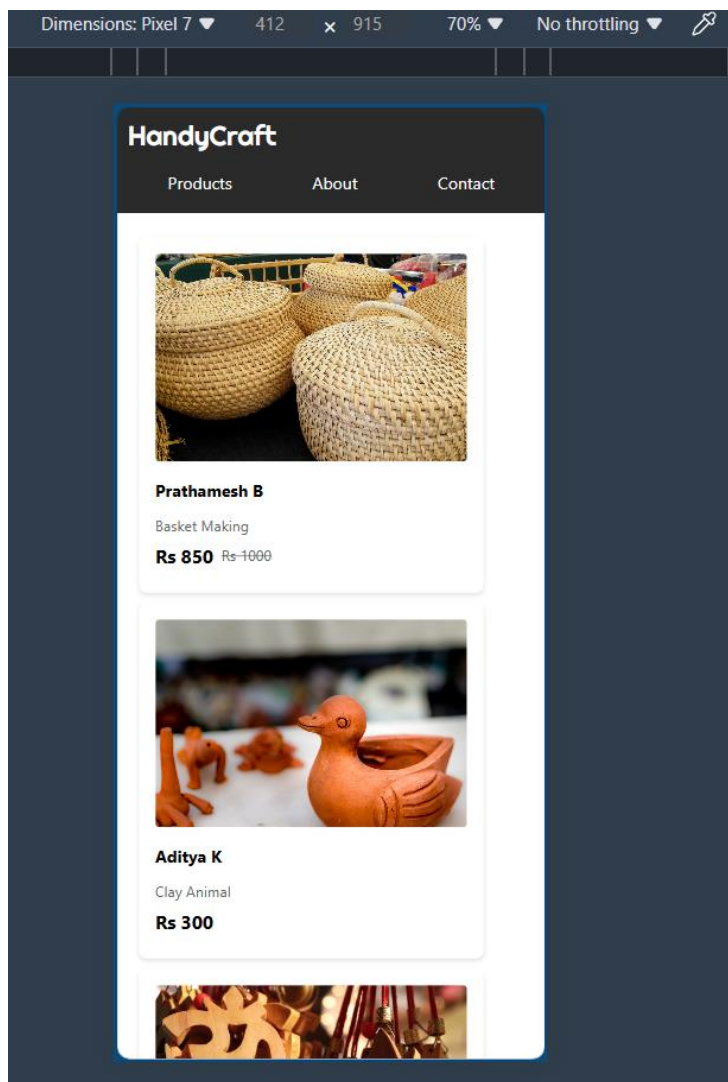 Dimensions: Pixel 7 ▼ 412 × 915 70% ▼ No throttling ▼
HandyCraft
Products About Contact
Prathamesh B
Basket Making
Rs 850 Rs 1000
Aditya K
Clay Animal
Rs 300